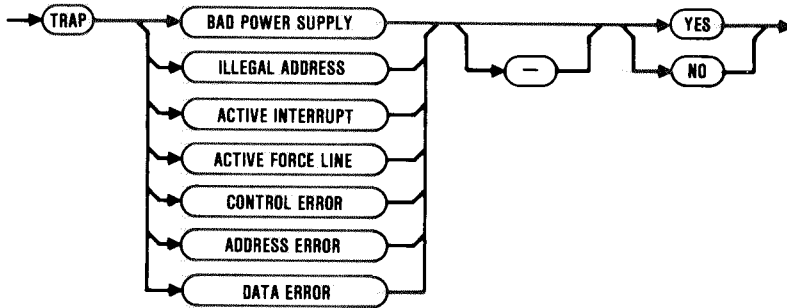 TRAP BAD POWER SUPPLY YES
ILLEGAL ADDRESS — NO
ACTIVE INTERRUPT
ACTIVE FORCE LINE
CONTROL ERROR
ADDRESS ERROR
DATA ERROR